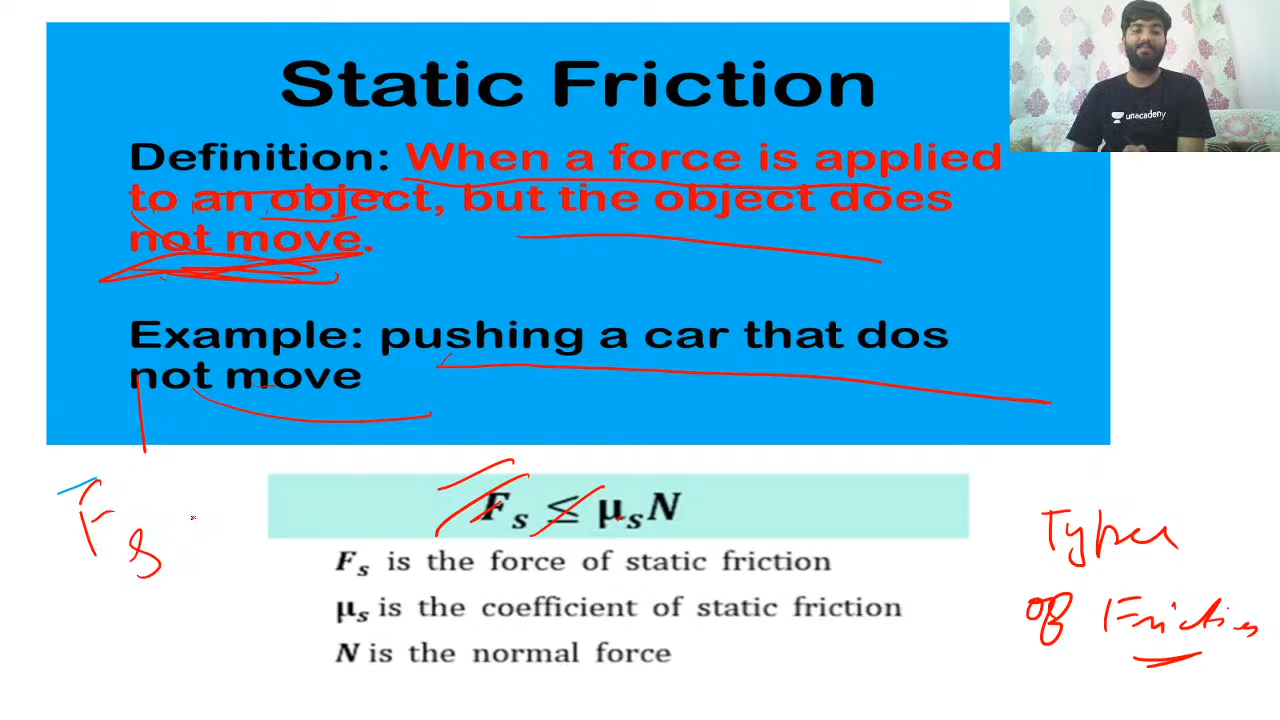 Static Friction
unacademy
Definition: When a force is applied
to an object, but the object does
not move.
Example: pushing a car that dos
not move
Fs ≤ μsN
Fs is the force of static friction
μs is the coefficient of static friction
N is the normal force
Fs
Types
of Friction